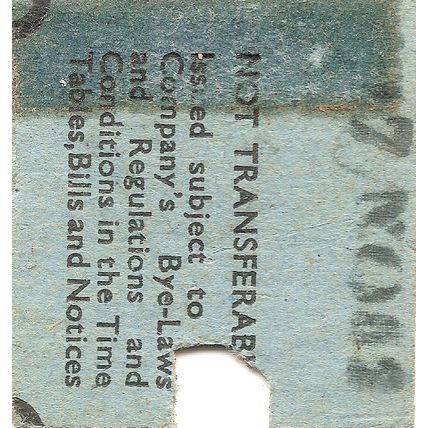 NOT TRANSFERAB
Issued subject to
Company's Bye-Laws
and Regulations and
Conditions in the Time
Tables, Bills and Notices